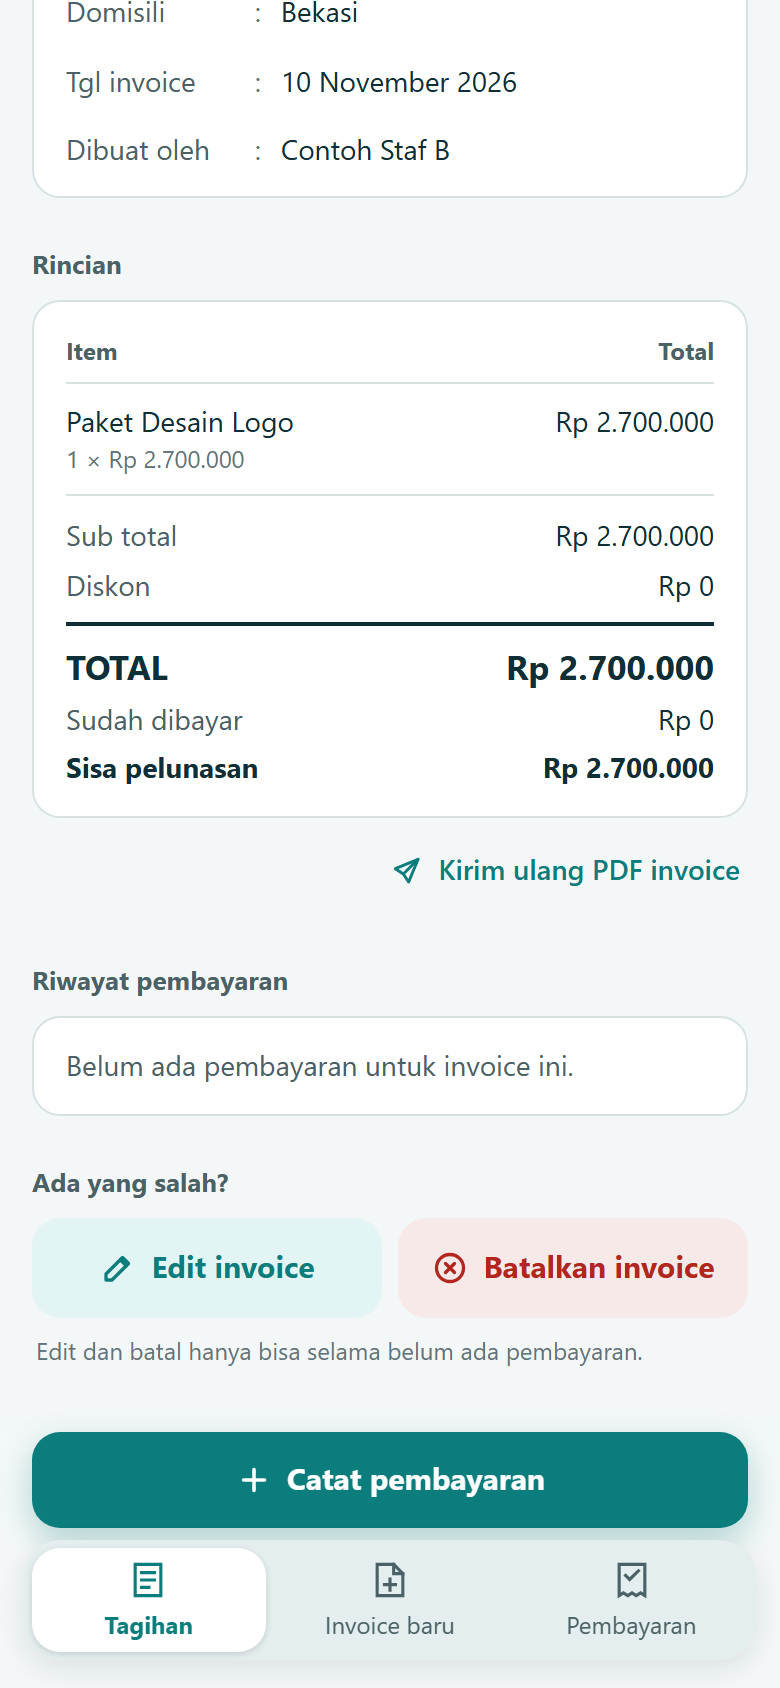 Domisili : Bekasi
Tgl invoice : 10 November 2026
Dibuat oleh : Contoh Staf B
Rincian
Item Total
Paket Desain Logo Rp 2.700.000
1 × Rp 2.700.000
Sub total Rp 2.700.000
Diskon Rp 0
TOTAL Rp 2.700.000
Sudah dibayar Rp 0
Sisa pelunasan Rp 2.700.000
Kirim ulang PDF invoice
Riwayat pembayaran
Belum ada pembayaran untuk invoice ini.
Ada yang salah?
Edit invoice Batalkan invoice
Edit dan batal hanya bisa selama belum ada pembayaran.
+ Catat pembayaran
Tagihan Invoice baru Pembayaran